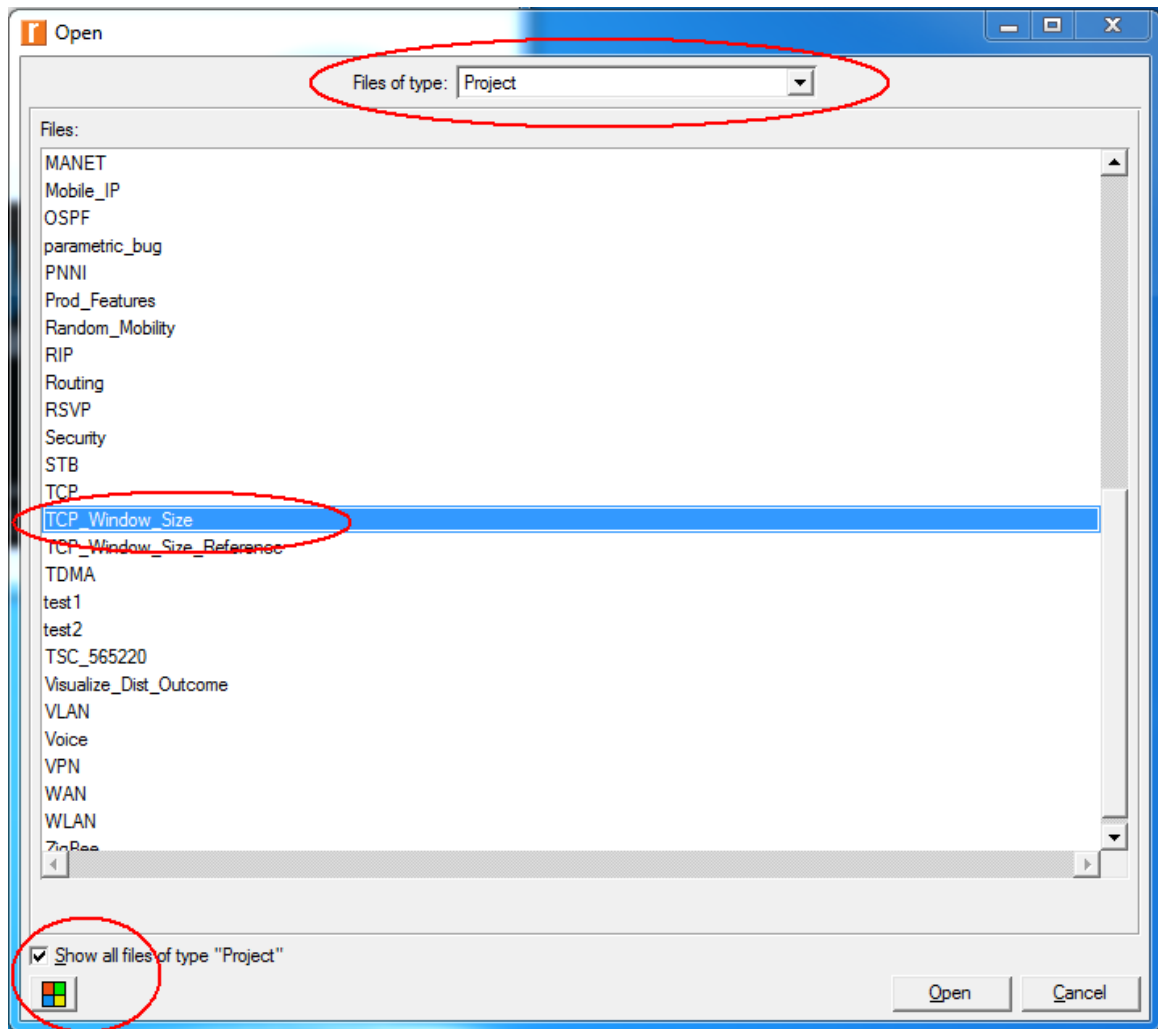 Open
Files of type: Project
Files:
MANET
Mobile_IP
OSPF
parametric_bug
PNNI
Prod_Features
Random_Mobility
RIP
Routing
RSVP
Security
STB
TCP
TCP_Window_Size
TCP_Window_Size_Reference
TDMA
test1
test2
TSC_565220
Visualize_Dist_Outcome
VLAN
Voice
VPN
WAN
WLAN
ZigBee
Show all files of type "Project"
Open Cancel